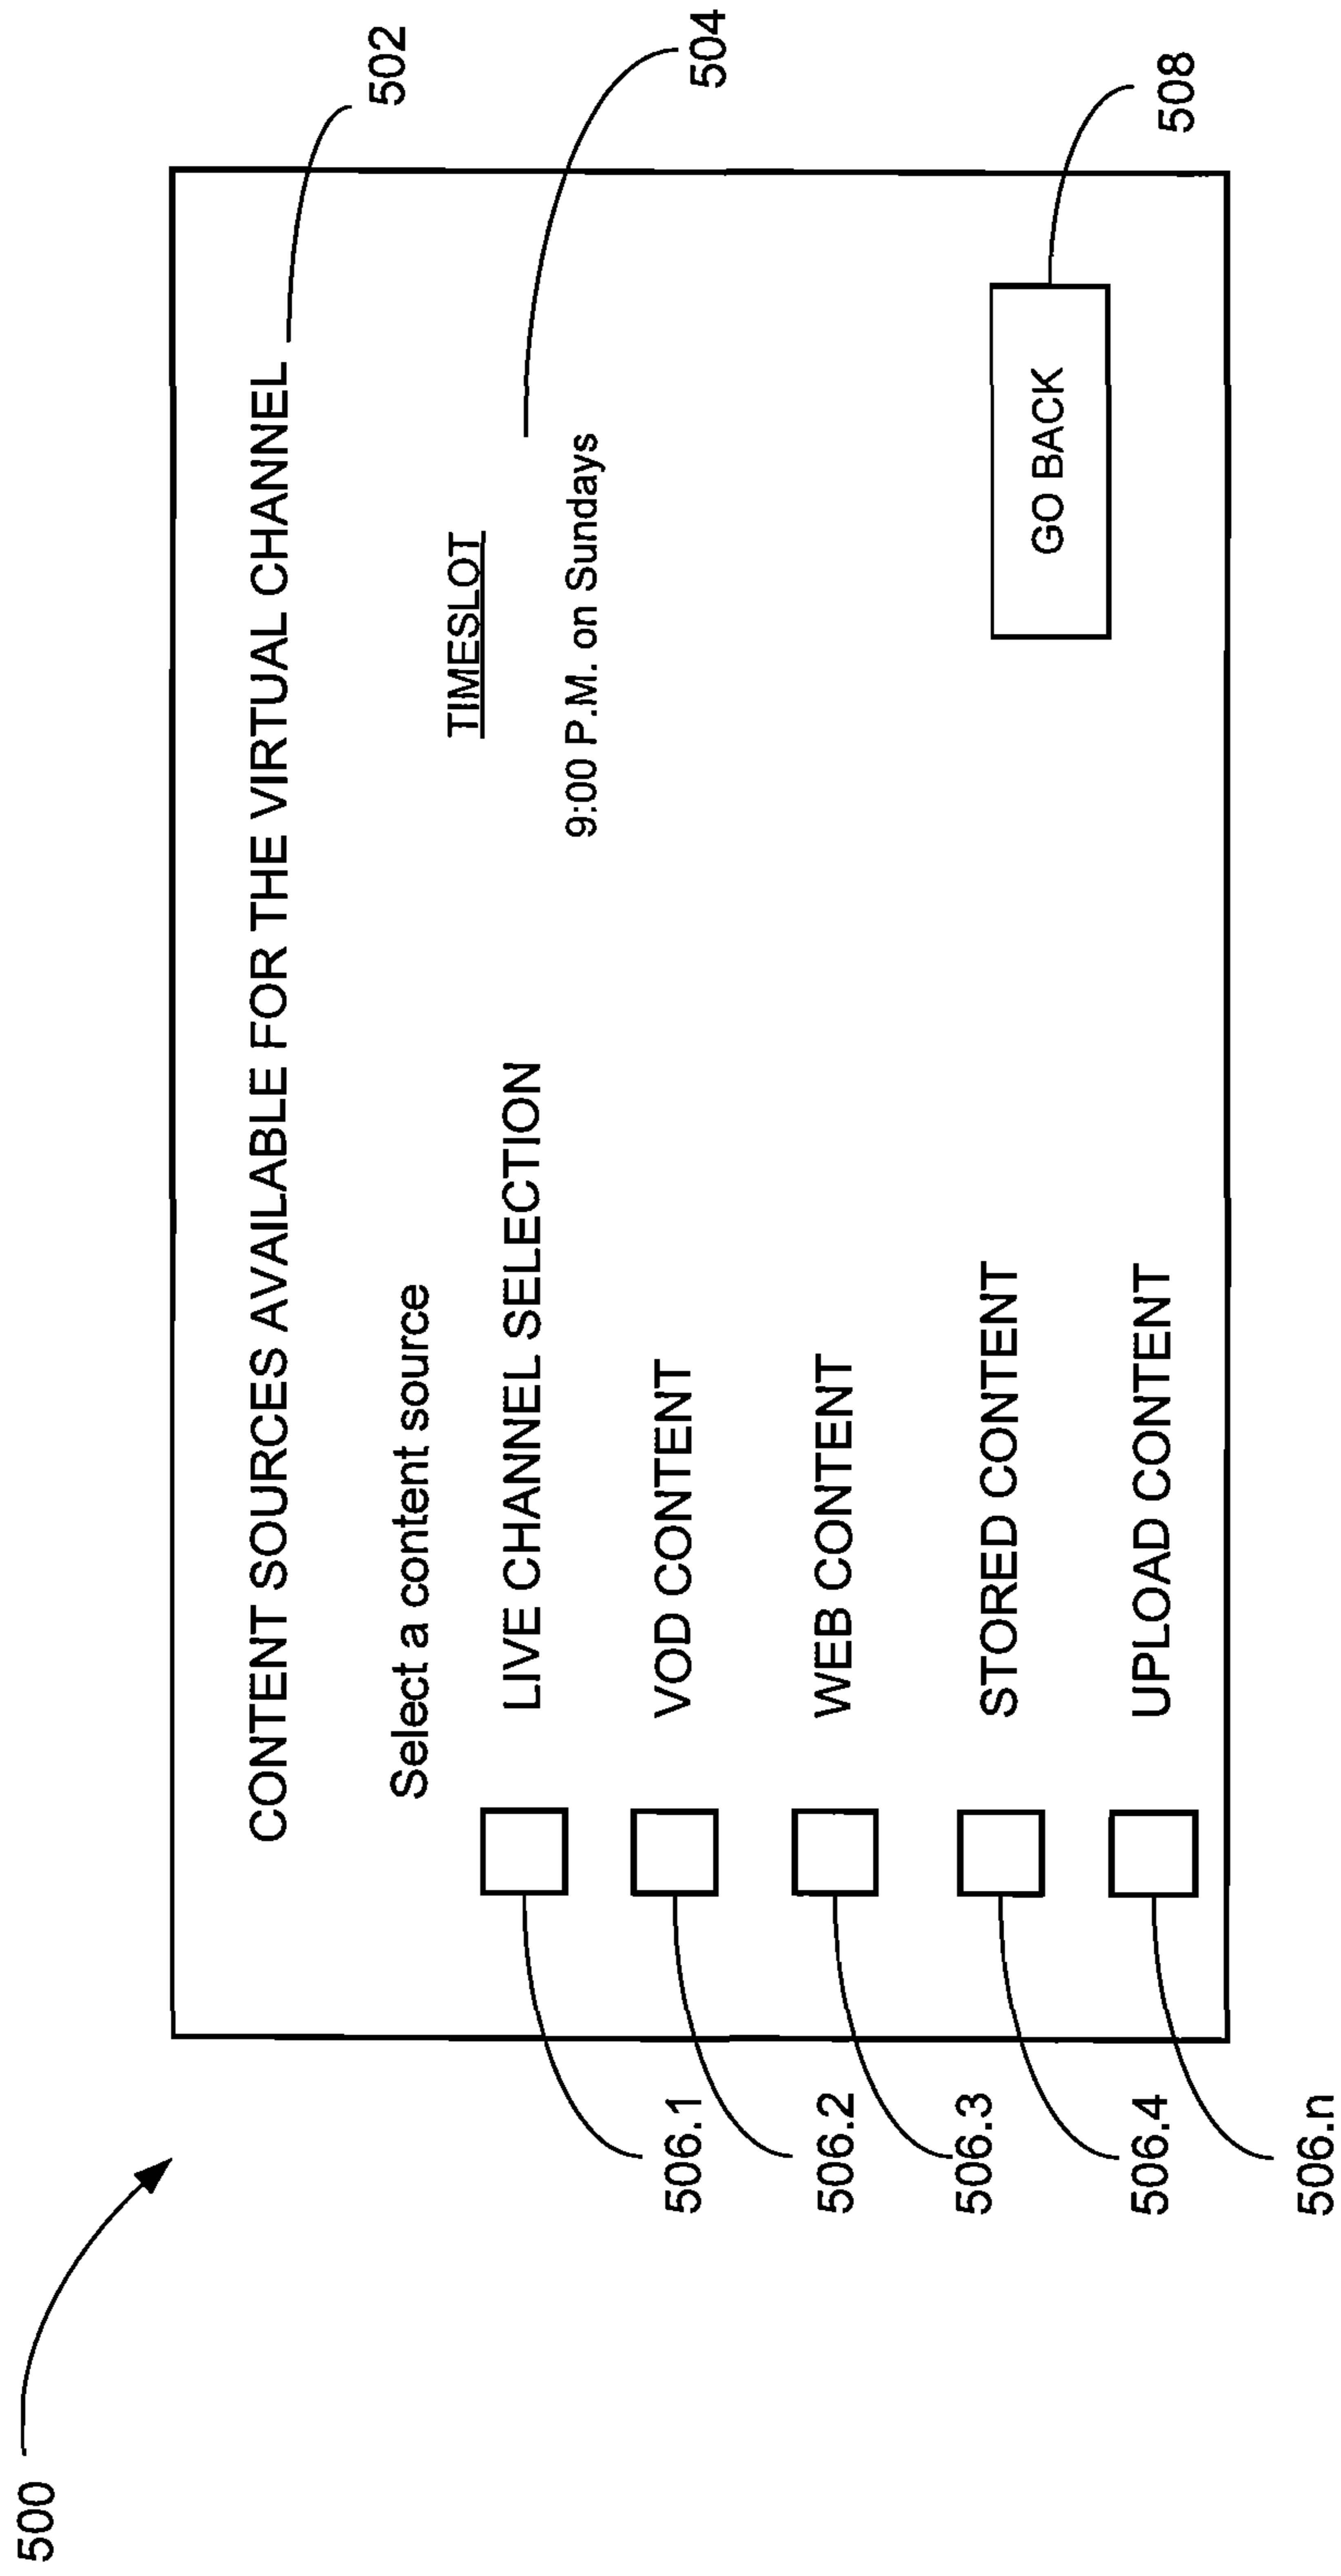 500
CONTENT SOURCES AVAILABLE FOR THE VIRTUAL CHANNEL
502
Select a content source
TIMESLOT
504
9:00 P.M. on Sundays
LIVE CHANNEL SELECTION
506.1
VOD CONTENT
506.2
WEB CONTENT
506.3
STORED CONTENT
506.4
GO BACK
508
UPLOAD CONTENT
506.n